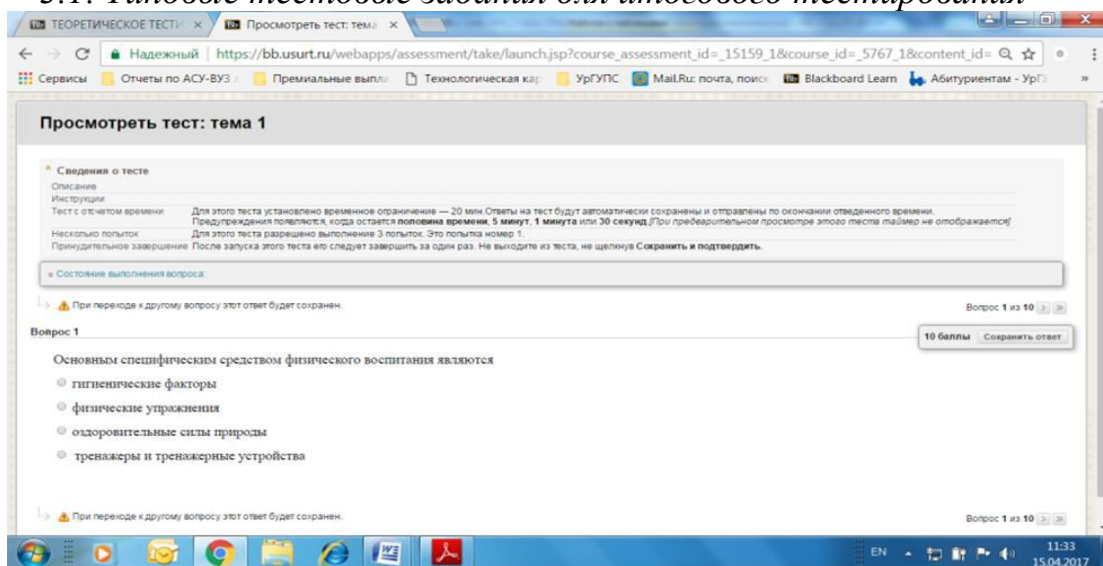 3.1. Типовые тестовые задания для итогового тестирования
ТЕОРЕТИЧЕСКОЕ ТЕСТИ
Просмотреть тест: тема
Надежный | https://bb.usurt.ru/webapps/assessment/take/launch.jsp?course_assessment_id=_15159_1&course_id=_5767_1&content_id=
Сервисы Отчеты по АСУ-ВУЗ Премиальные выпла Технологическая кар УрГУПС Mail.Ru: почта, поиск Blackboard Learn Абитуриентам - УрГ »
Просмотреть тест: тема 1
Сведения о тесте
Описание
Инструкции
Тест с отсчетом времени Для этого теста установлено временное ограничение — 20 мин.Ответы на тест будут автоматически сохранены и отправлены по окончании отведенного времени.
Предупреждения появляются, когда остается половина времени, 5 минут, 1 минута или 30 секунд.[При предварительном просмотре этого теста таймер не отображается]
Несколько попыток Для этого теста разрешено выполнение 3 попыток. Это попытка номер 1.
Принудительное завершение После запуска этого теста его следует завершить за один раз. Не выходите из теста, не щелкнув Сохранить и подтвердить.
Состояние выполнения вопроса:
При переходе к другому вопросу этот ответ будет сохранен.
Вопрос 1 из 10
Вопрос 1
10 баллы Сохранить ответ
Основным специфическим средством физического воспитания являются
гигиенические факторы
физические упражнения
оздоровительные силы природы
тренажеры и тренажерные устройства
При переходе к другому вопросу этот ответ будет сохранен.
Вопрос 1 из 10
EN
11:33
15.04.2017